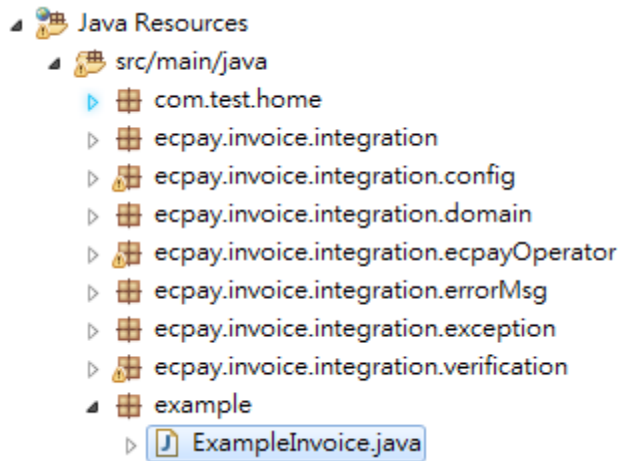 Java Resources
src/main/java
com.test.home
ecpay.invoice.integration
ecpay.invoice.integration.config
ecpay.invoice.integration.domain
ecpay.invoice.integration.ecpayOperator
ecpay.invoice.integration.errorMsg
ecpay.invoice.integration.exception
ecpay.invoice.integration.verification
example
ExampleInvoice.java